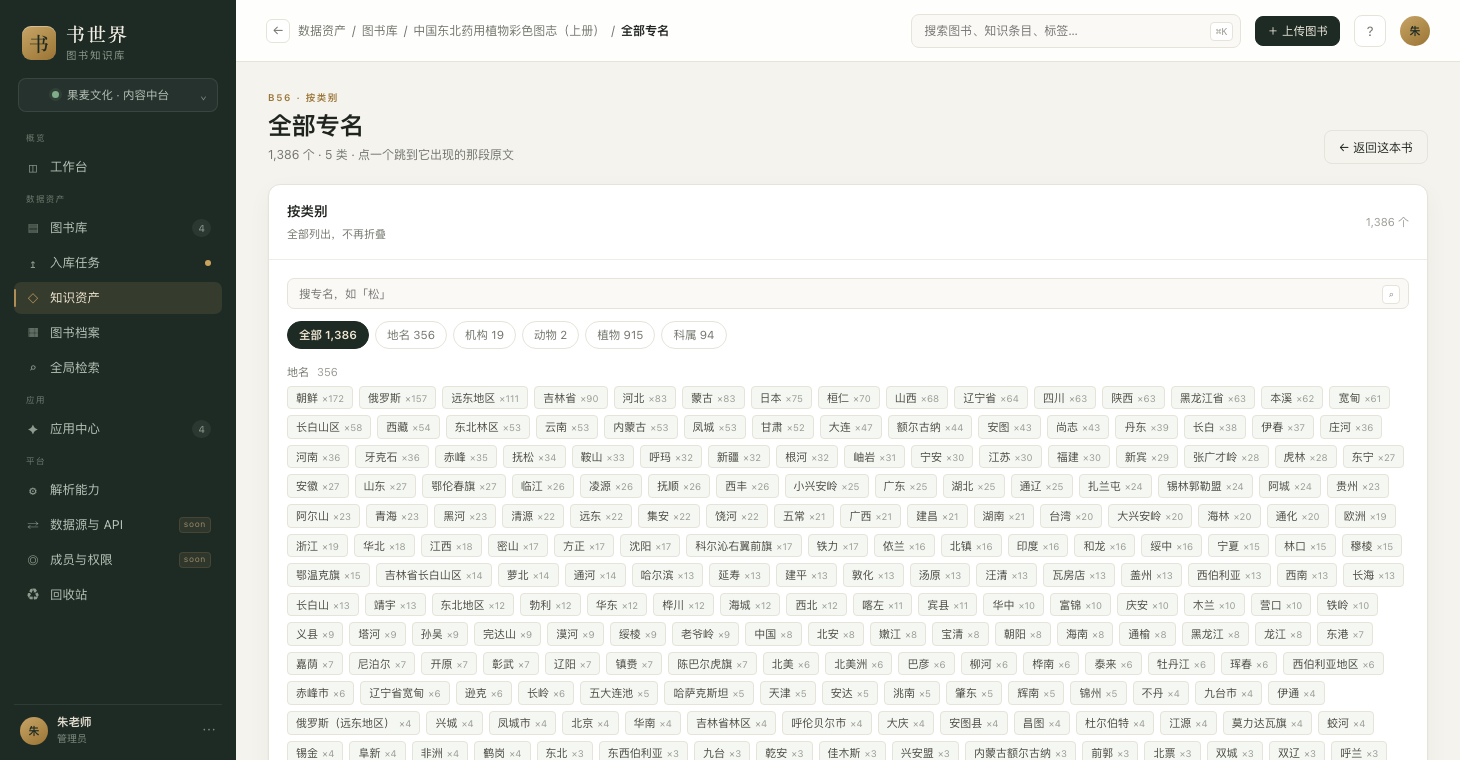 书 书世界
图书知识库
果麦文化 · 内容中台
概览
工作台
数据资产
图书库 4
入库任务
知识资产
图书档案
全局检索
应用
应用中心 4
平台
解析能力
数据源与 API soon
成员与权限 soon
回收站
朱 朱老师
管理员
← 数据资产 / 图书库 / 中国东北药用植物彩色图志（上册） / 全部专名
搜索图书、知识条目、标签… ⌘K
+ 上传图书
?
朱
B56 · 按类别
全部专名
1,386 个 · 5 类 · 点一个跳到它出现的那段原文
← 返回这本书
按类别
全部列出，不再折叠
1,386 个
搜专名，如「松」
全部 1,386 地名 356 机构 19 动物 2 植物 915 科属 94
地名 356
朝鲜 ×172 俄罗斯 ×157 远东地区 ×111 吉林省 ×90 河北 ×83 蒙古 ×83 日本 ×75 桓仁 ×70 山西 ×68 辽宁省 ×64 四川 ×63 陕西 ×63 黑龙江省 ×63 本溪 ×62 宽甸 ×61
长白山区 ×58 西藏 ×54 东北林区 ×53 云南 ×53 内蒙古 ×53 凤城 ×53 甘肃 ×52 大连 ×47 额尔古纳 ×44 安图 ×43 尚志 ×43 丹东 ×39 长白 ×38 伊春 ×37 庄河 ×36
河南 ×36 牙克石 ×36 赤峰 ×35 抚松 ×34 鞍山 ×33 呼玛 ×32 新疆 ×32 根河 ×32 岫岩 ×31 宁安 ×30 江苏 ×30 福建 ×30 新宾 ×29 张广才岭 ×28 虎林 ×28 东宁 ×27
安徽 ×27 山东 ×27 鄂伦春旗 ×27 临江 ×26 凌源 ×26 抚顺 ×26 西丰 ×26 小兴安岭 ×25 广东 ×25 湖北 ×25 通辽 ×25 扎兰屯 ×24 锡林郭勒盟 ×24 阿城 ×24 贵州 ×23
阿尔山 ×23 青海 ×23 黑河 ×23 清源 ×22 远东 ×22 集安 ×22 饶河 ×22 五常 ×21 广西 ×21 建昌 ×21 湖南 ×21 台湾 ×20 大兴安岭 ×20 海林 ×20 通化 ×20 欧洲 ×19
浙江 ×19 华北 ×18 江西 ×18 密山 ×17 方正 ×17 沈阳 ×17 科尔沁右翼前旗 ×17 铁力 ×17 依兰 ×16 北镇 ×16 印度 ×16 和龙 ×16 绥中 ×16 宁夏 ×15 林口 ×15 穆棱 ×15
鄂温克旗 ×15 吉林省长白山区 ×14 萝北 ×14 通河 ×14 哈尔滨 ×13 延寿 ×13 建平 ×13 敦化 ×13 汤原 ×13 汪清 ×13 瓦房店 ×13 盖州 ×13 西伯利亚 ×13 西南 ×13 长海 ×13
长白山 ×13 靖宇 ×13 东北地区 ×12 勃利 ×12 华东 ×12 桦川 ×12 海城 ×12 西北 ×12 喀左 ×11 宾县 ×11 华中 ×10 富锦 ×10 庆安 ×10 木兰 ×10 营口 ×10 铁岭 ×10
义县 ×9 塔河 ×9 孙吴 ×9 完达山 ×9 漠河 ×9 绥棱 ×9 老爷岭 ×9 中国 ×8 北安 ×8 嫩江 ×8 宝清 ×8 朝阳 ×8 海南 ×8 通榆 ×8 黑龙江 ×8 龙江 ×8 东港 ×7
嘉荫 ×7 尼泊尔 ×7 开原 ×7 彰武 ×7 辽阳 ×7 镇赉 ×7 陈巴尔虎旗 ×7 北美 ×6 北美洲 ×6 巴彦 ×6 柳河 ×6 桦南 ×6 泰来 ×6 牡丹江 ×6 珲春 ×6 西伯利亚地区 ×6
赤峰市 ×6 辽宁省宽甸 ×6 逊克 ×6 长岭 ×6 五大连池 ×5 哈萨克斯坦 ×5 天津 ×5 安达 ×5 洮南 ×5 肇东 ×5 辉南 ×5 锦州 ×5 不丹 ×4 九台市 ×4 伊通 ×4
俄罗斯（远东地区） ×4 兴城 ×4 凤城市 ×4 北京 ×4 华南 ×4 吉林省林区 ×4 呼伦贝尔市 ×4 大庆 ×4 安图县 ×4 昌图 ×4 杜尔伯特 ×4 江源 ×4 莫力达瓦旗 ×4 蛟河 ×4
锡金 ×4 阜新 ×4 非洲 ×4 鹤岗 ×4 东北 ×3 东西伯利亚 ×3 九台 ×3 乾安 ×3 佳木斯 ×3 兴安盟 ×3 内蒙古额尔古纳 ×3 前郭 ×3 北票 ×3 双城 ×3 双辽 ×3 呼兰 ×3